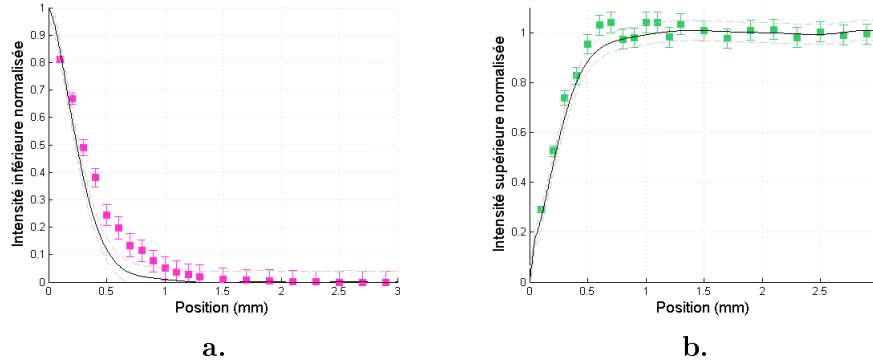 Intensité inférieure normalisée
1
0.9
0.8
0.7
0.6
0.5
0.4
0.3
0.2
0.1
0
0 0.5 1.0 1.5 2.0 2.5 3
Position (mm)
a.
Intensité supérieure normalisée
1
0.8
0.6
0.4
0.2
0 0.5 1.0 1.5 2 2.5
Position (mm)
b.